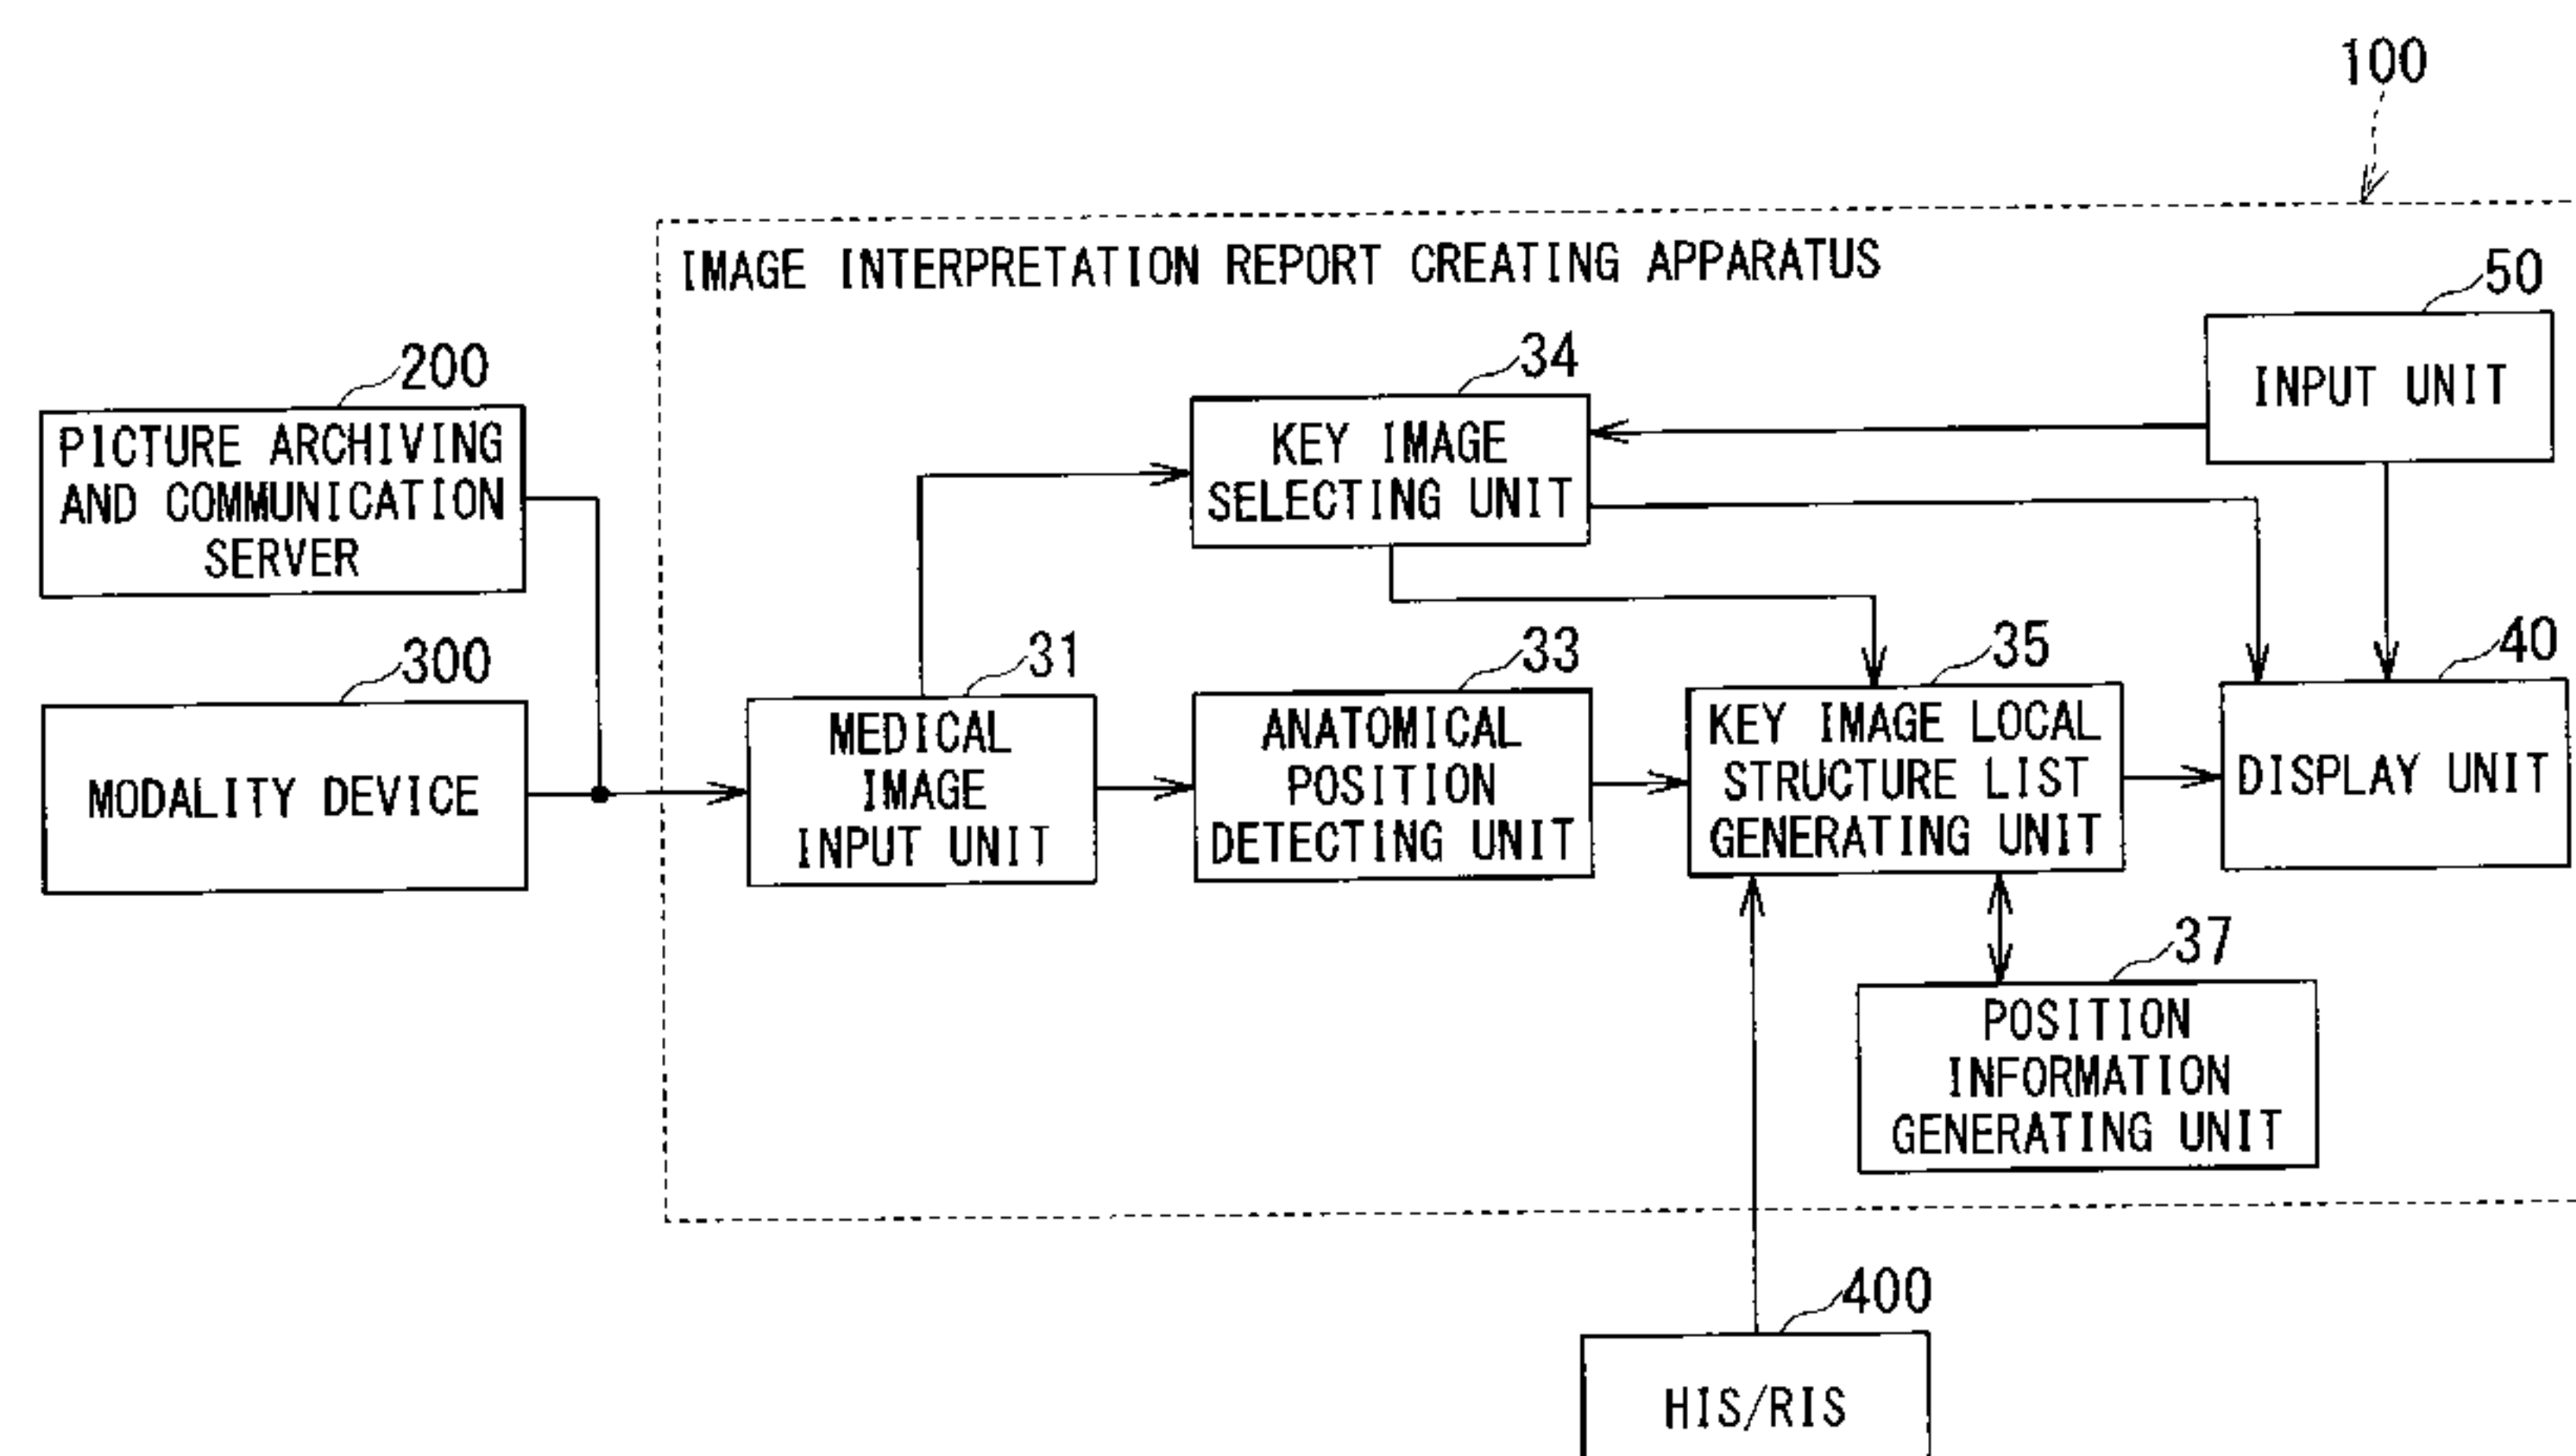 100
IMAGE INTERPRETATION REPORT CREATING APPARATUS
50
INPUT UNIT
34
KEY IMAGE
SELECTING UNIT
200
PICTURE ARCHIVING
AND COMMUNICATION
SERVER
300
MODALITY DEVICE
31
MEDICAL
IMAGE
INPUT UNIT
33
ANATOMICAL
POSITION
DETECTING UNIT
35
KEY IMAGE LOCAL
STRUCTURE LIST
GENERATING UNIT
40
DISPLAY UNIT
37
POSITION
INFORMATION
GENERATING UNIT
400
HIS/RIS